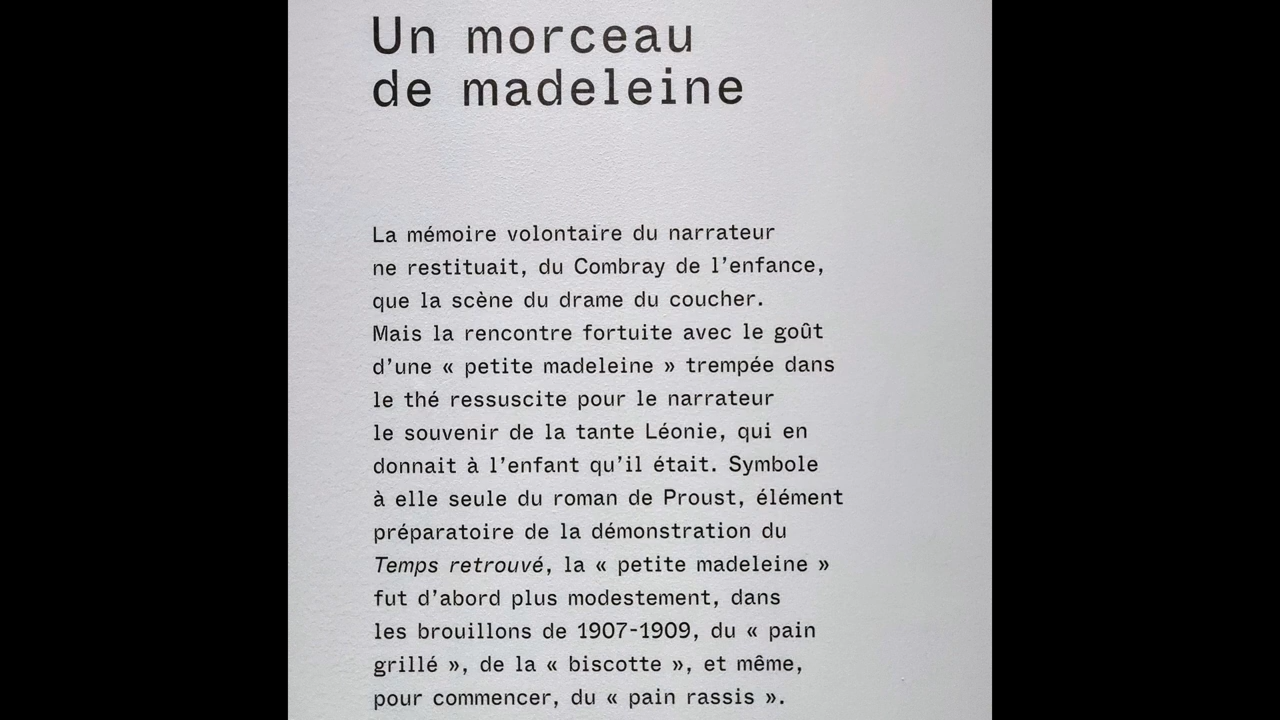 Un morceau
de madeleine
La mémoire volontaire du narrateur
ne restituait, du Combray de l’enfance,
que la scène du drame du coucher.
Mais la rencontre fortuite avec le goût
d’une « petite madeleine » trempée dans
le thé ressuscite pour le narrateur
le souvenir de la tante Léonie, qui en
donnait à l’enfant qu’il était. Symbole
à elle seule du roman de Proust, élément
préparatoire de la démonstration du
Temps retrouvé, la « petite madeleine »
fut d’abord plus modestement, dans
les brouillons de 1907-1909, du « pain
grillé », de la « biscotte », et même,
pour commencer, du « pain rassis ».